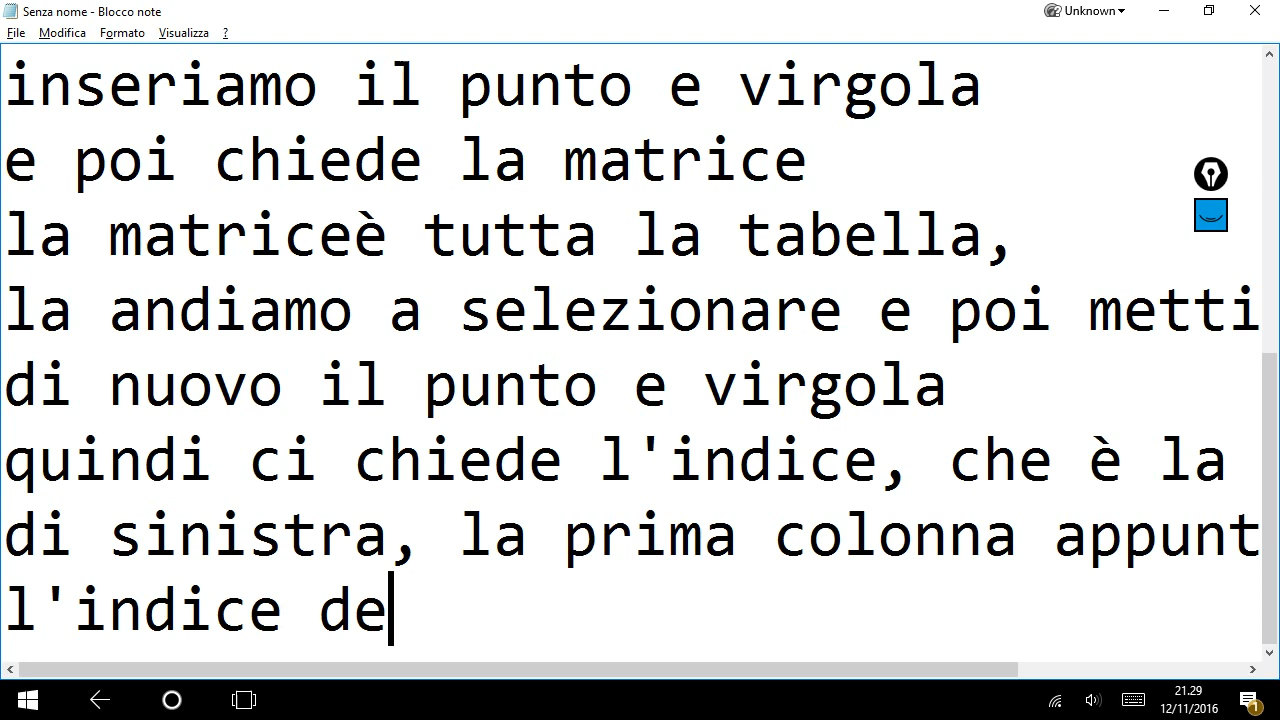 Senza nome - Blocco note
Unknown
File Modifica Formato Visualizza ?
inseriamo il punto e virgola
e poi chiede la matrice
la matriceè tutta la tabella,
la andiamo a selezionare e poi metti
di nuovo il punto e virgola
quindi ci chiede l'indice, che è la
di sinistra, la prima colonna appunt
l'indice de
21.29
12/11/2016
1